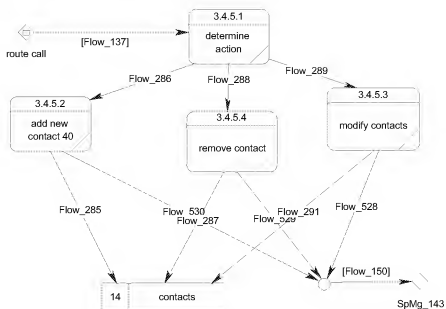 3.4.5.1
determine
action
[Flow_137]
route call
Flow_286
Flow_288
Flow_289
3.4.5.2
add new
contact 40
3.4.5.4
remove contact
3.4.5.3
modify contacts
Flow_285
Flow_530
Flow_287
Flow_529
Flow_291
Flow_528
14
contacts
[Flow_150]
SpMg_143